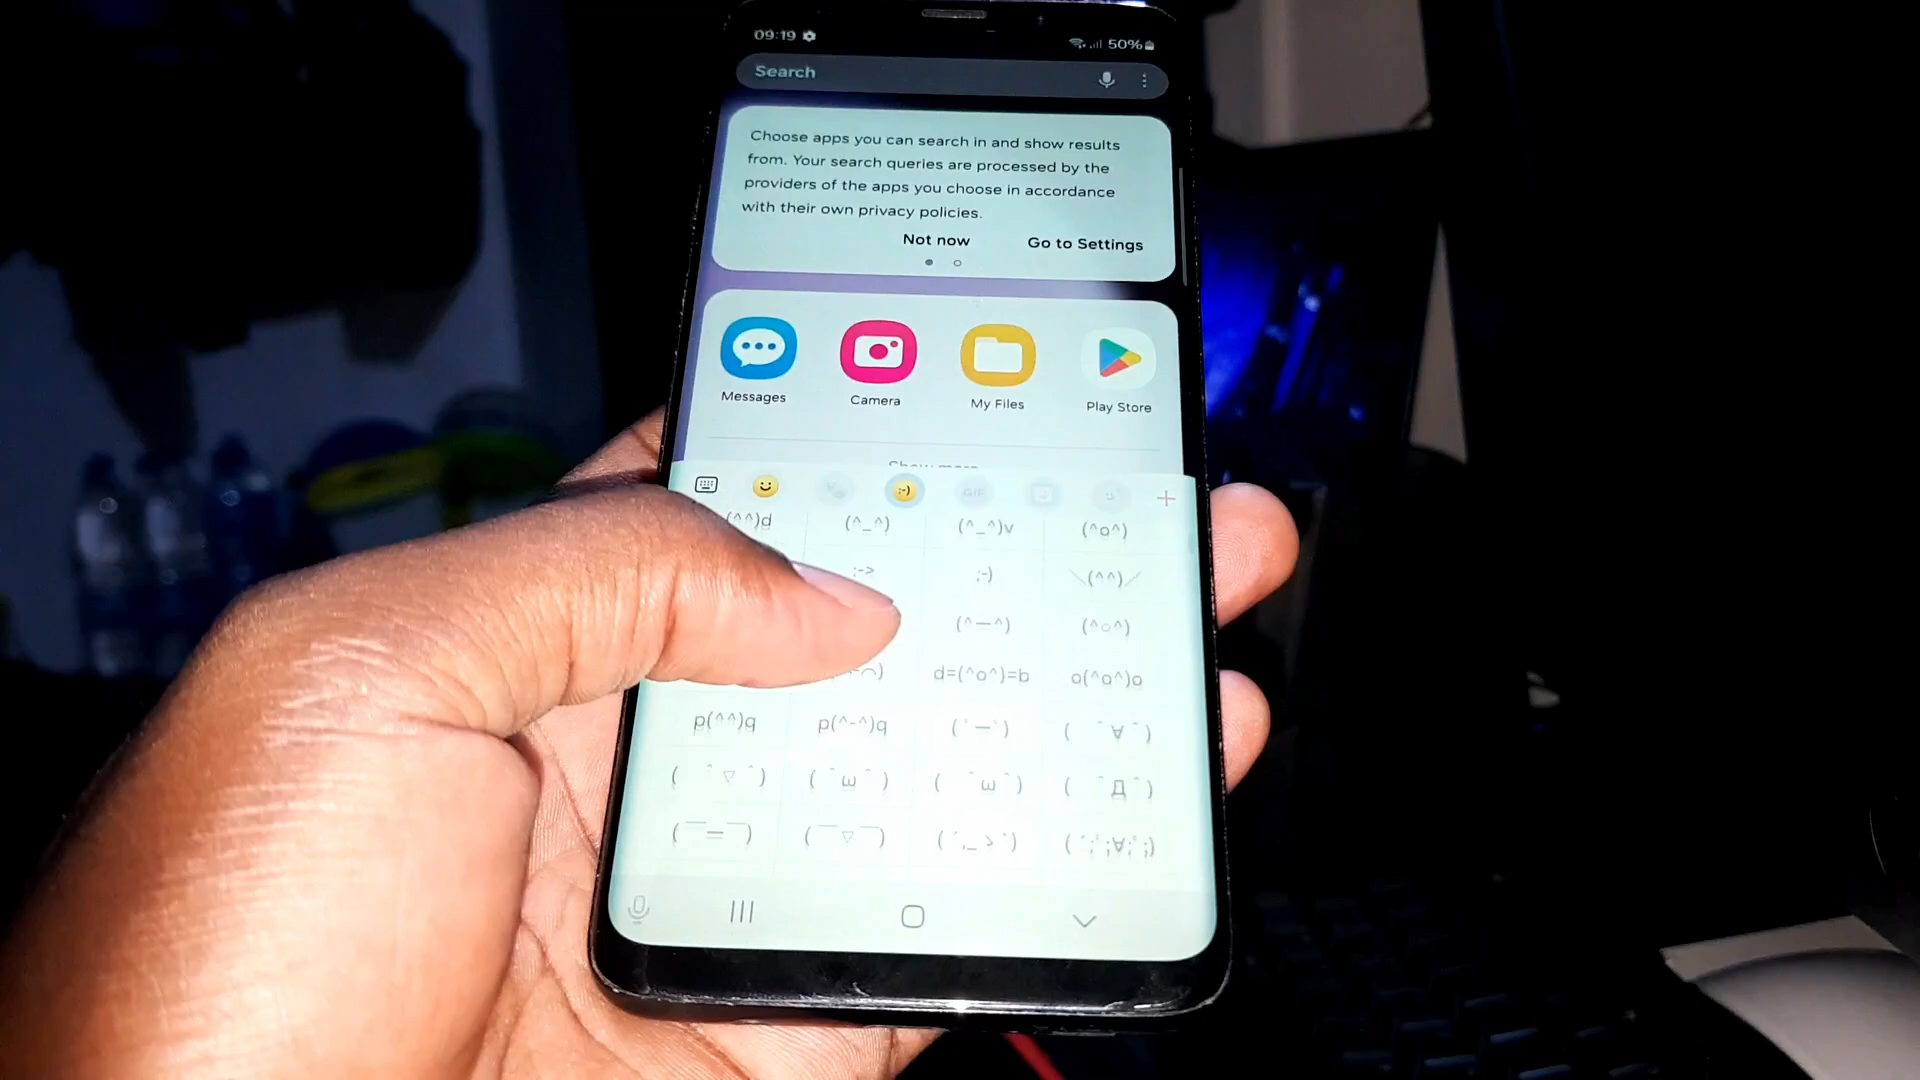 09:19
50%
Search
Choose apps you can search in and show results
from. Your search queries are processed by the
providers of the apps you choose in accordance
with their own privacy policies.
Not now Go to Settings
Messages Camera My Files Play Store
:-) GIF
(^^)d (^_^) (^_^)v (^o^)
:-> ;-) ＼(^^)／
(^—^) (^○^)
d=(^o^)=b o(^o^)o
p(^^)q p(^-^)q (ﾟ—ﾟ) ( ´∀`)
( ´▽`) (´ω`) ( ´ω`) ( ´Д`)
(￣=￣) (￣▽￣)